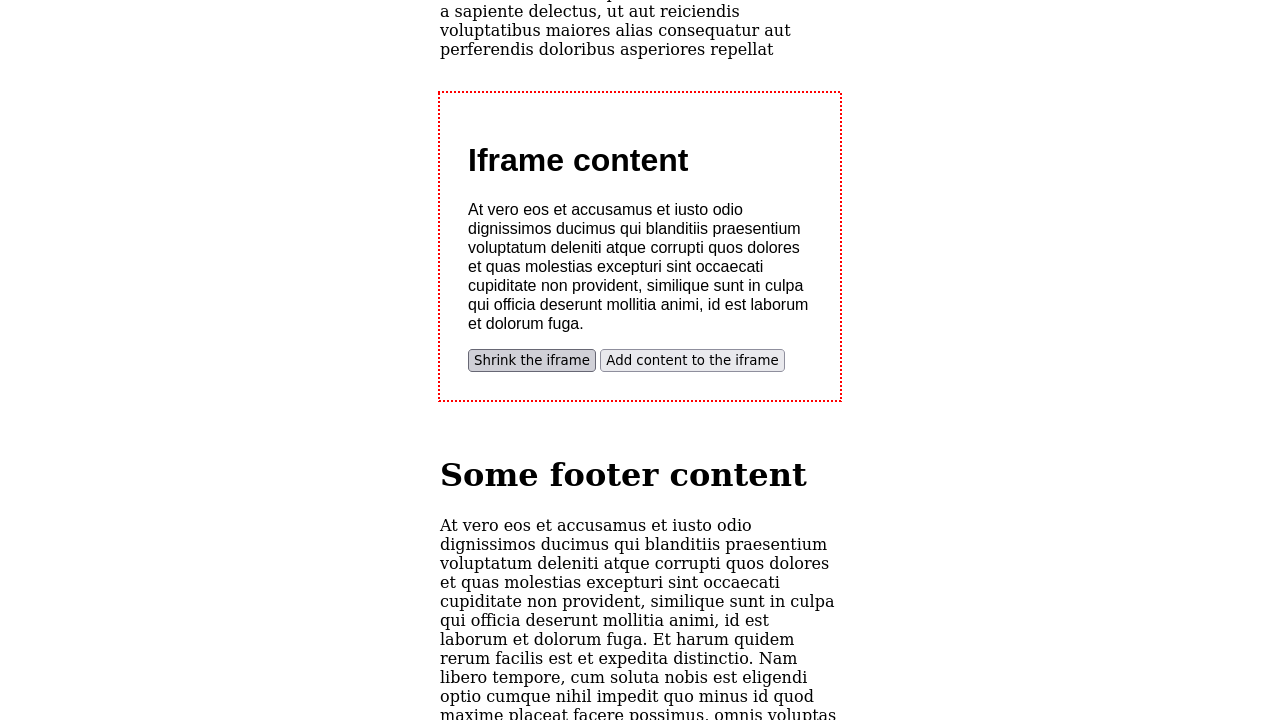 a sapiente delectus, ut aut reiciendis
voluptatibus maiores alias consequatur aut
perferendis doloribus asperiores repellat
Iframe content
At vero eos et accusamus et iusto odio
dignissimos ducimus qui blanditiis praesentium
voluptatum deleniti atque corrupti quos dolores
et quas molestias excepturi sint occaecati
cupiditate non provident, similique sunt in culpa
qui officia deserunt mollitia animi, id est laborum
et dolorum fuga.
Shrink the iframe Add content to the iframe
Some footer content
At vero eos et accusamus et iusto odio
dignissimos ducimus qui blanditiis praesentium
voluptatum deleniti atque corrupti quos dolores
et quas molestias excepturi sint occaecati
cupiditate non provident, similique sunt in culpa
qui officia deserunt mollitia animi, id est
laborum et dolorum fuga. Et harum quidem
rerum facilis est et expedita distinctio. Nam
libero tempore, cum soluta nobis est eligendi
optio cumque nihil impedit quo minus id quod
maxime placeat facere possimus, omnis voluptas